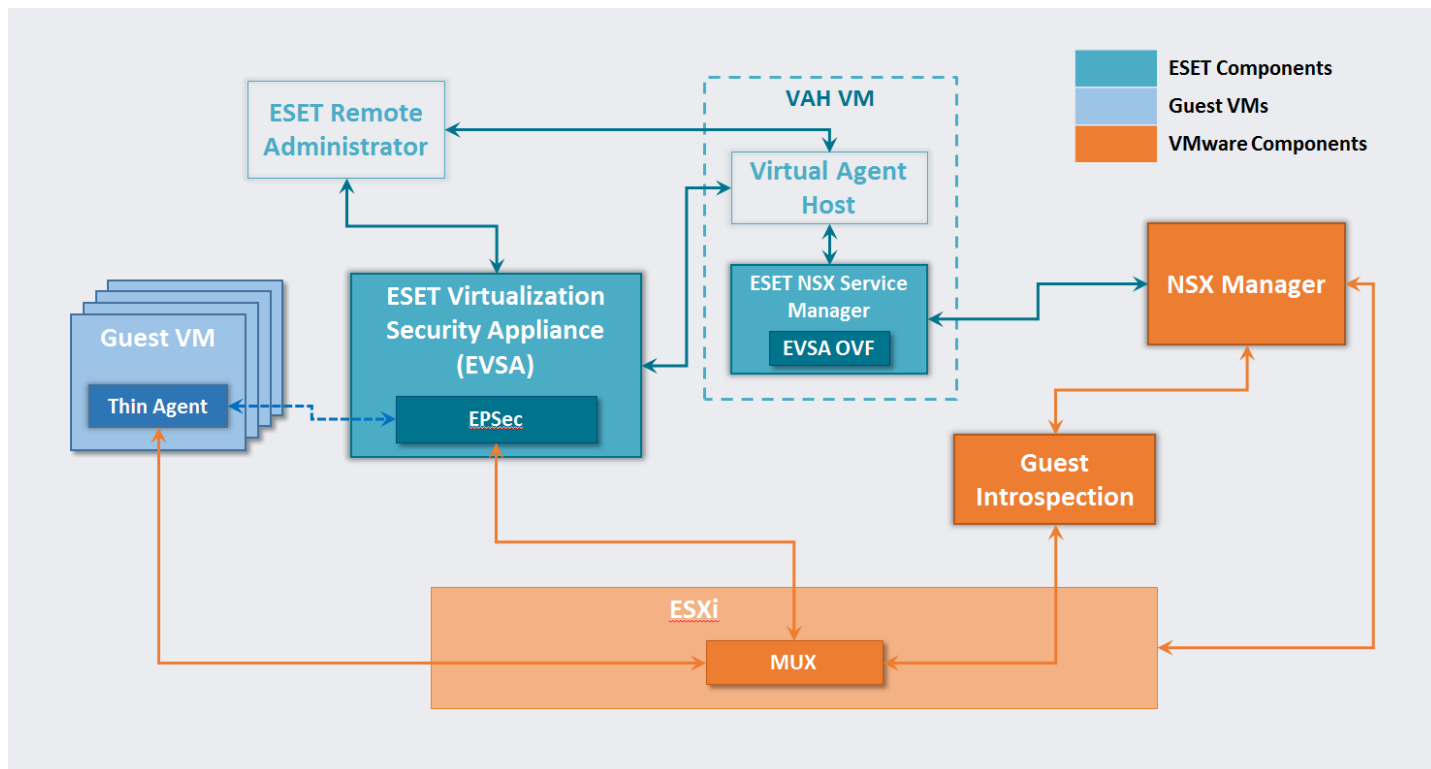 ESET Components
Guest VMs
VMware Components
ESET Remote
Administrator
VAH VM
Virtual Agent
Host
ESET NSX Service
Manager
EVSA OVF
NSX Manager
ESET Virtualization
Security Appliance
(EVSA)
EPSec
Guest VM
Thin Agent
Guest
Introspection
ESXi
MUX